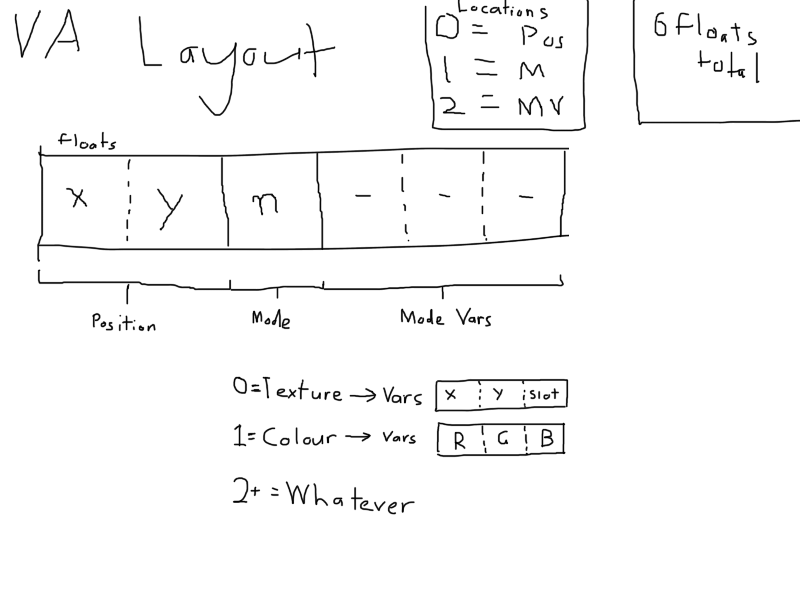 VA Layout
Locations
0 = Pos
1 = M
2 = MV
6 Floats
total
Floats
x y n - - -
Position Mode Mode Vars
0=Texture → Vars X Y Slot
1=Colour → Vars R G B
2+ = Whatever